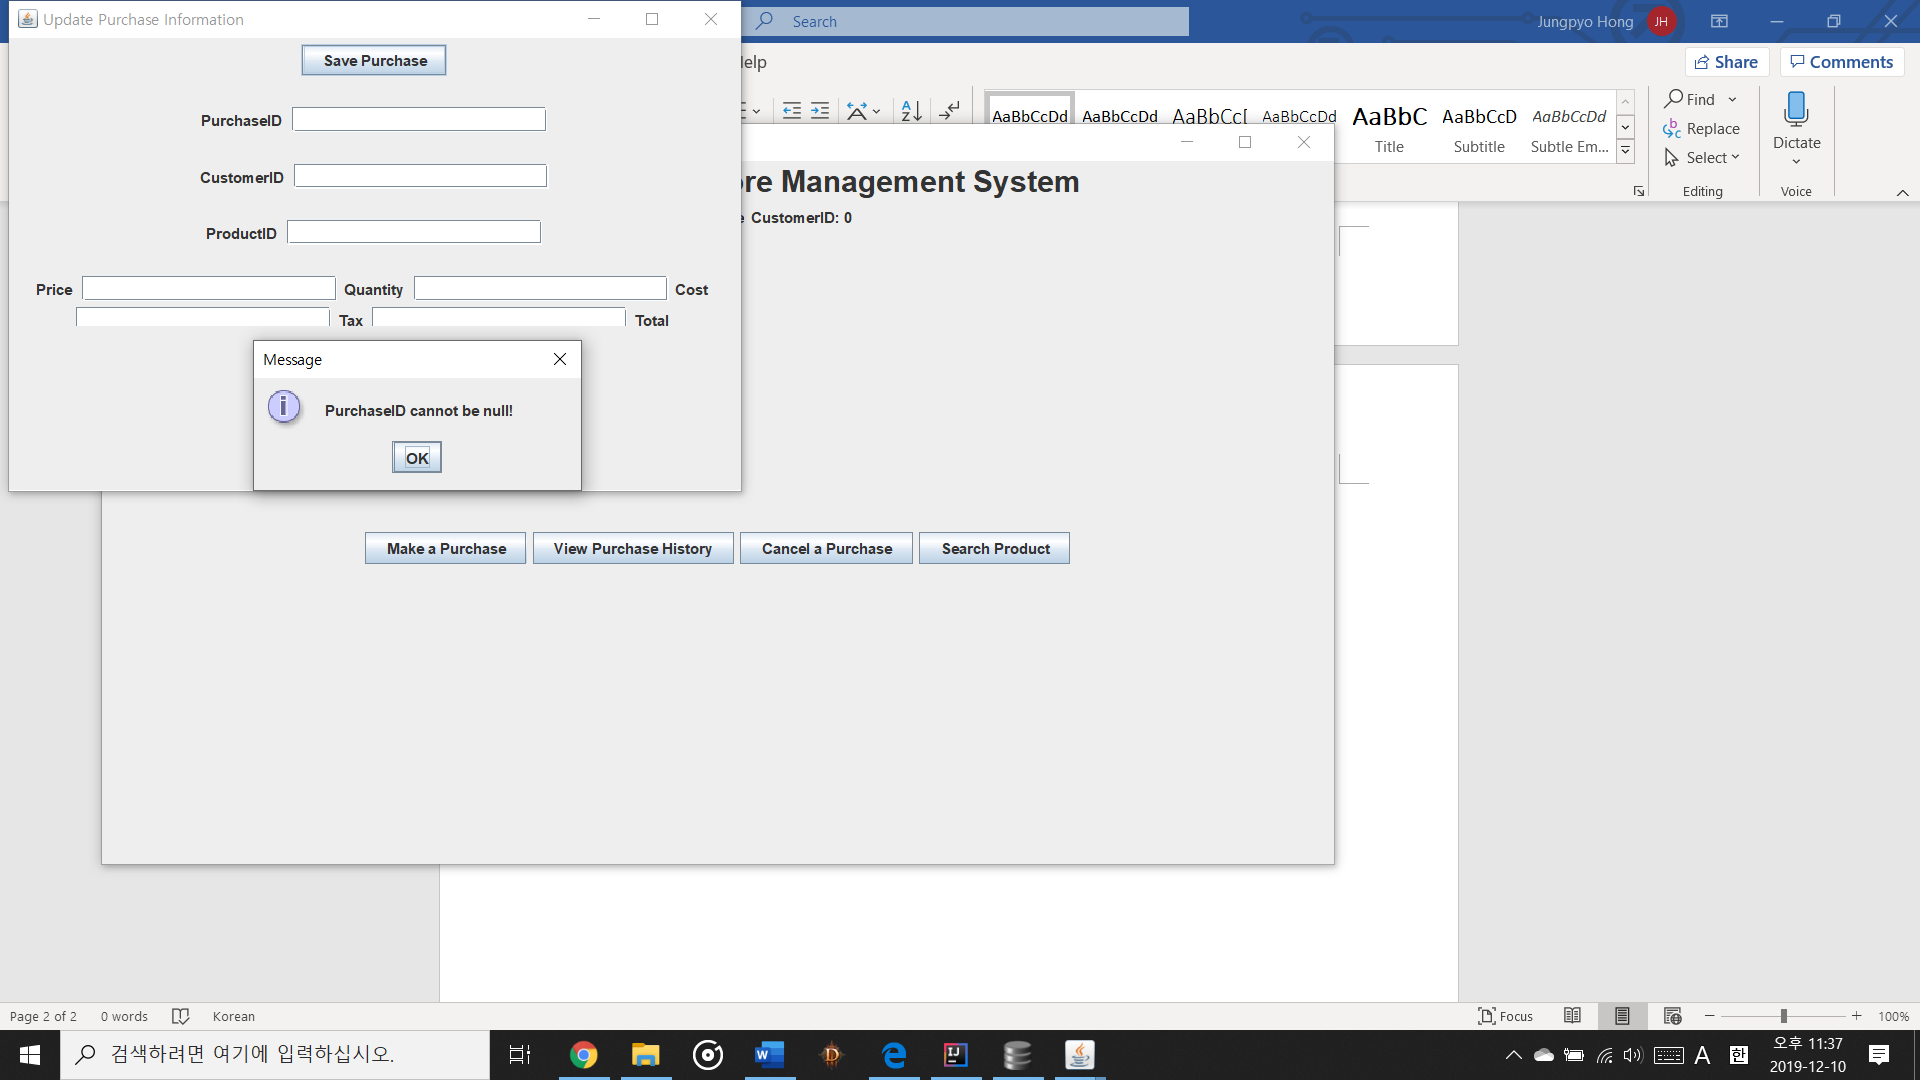 Update Purchase Information
Search
Jungpyo Hong
JH
Save Purchase
Share
Comments
PurchaseID
CustomerID
ProductID
Price
Quantity
Cost
Tax
Total
Message
PurchaseID cannot be null!
OK
AaBbCcDd
AaBbCcDd
AaBbCc
AaBbCcDd
AaBbC
AaBbCcD
AaBbCcDd
Title
Subtitle
Subtle Em...
Find
Replace
Select
Editing
Dictate
Voice
Management System
CustomerID: 0
Make a Purchase
View Purchase History
Cancel a Purchase
Search Product
Page 2 of 2
0 words
Korean
Focus
100%
검색하려면 여기에 입력하십시오.
A
한
오후 11:37
2019-12-10